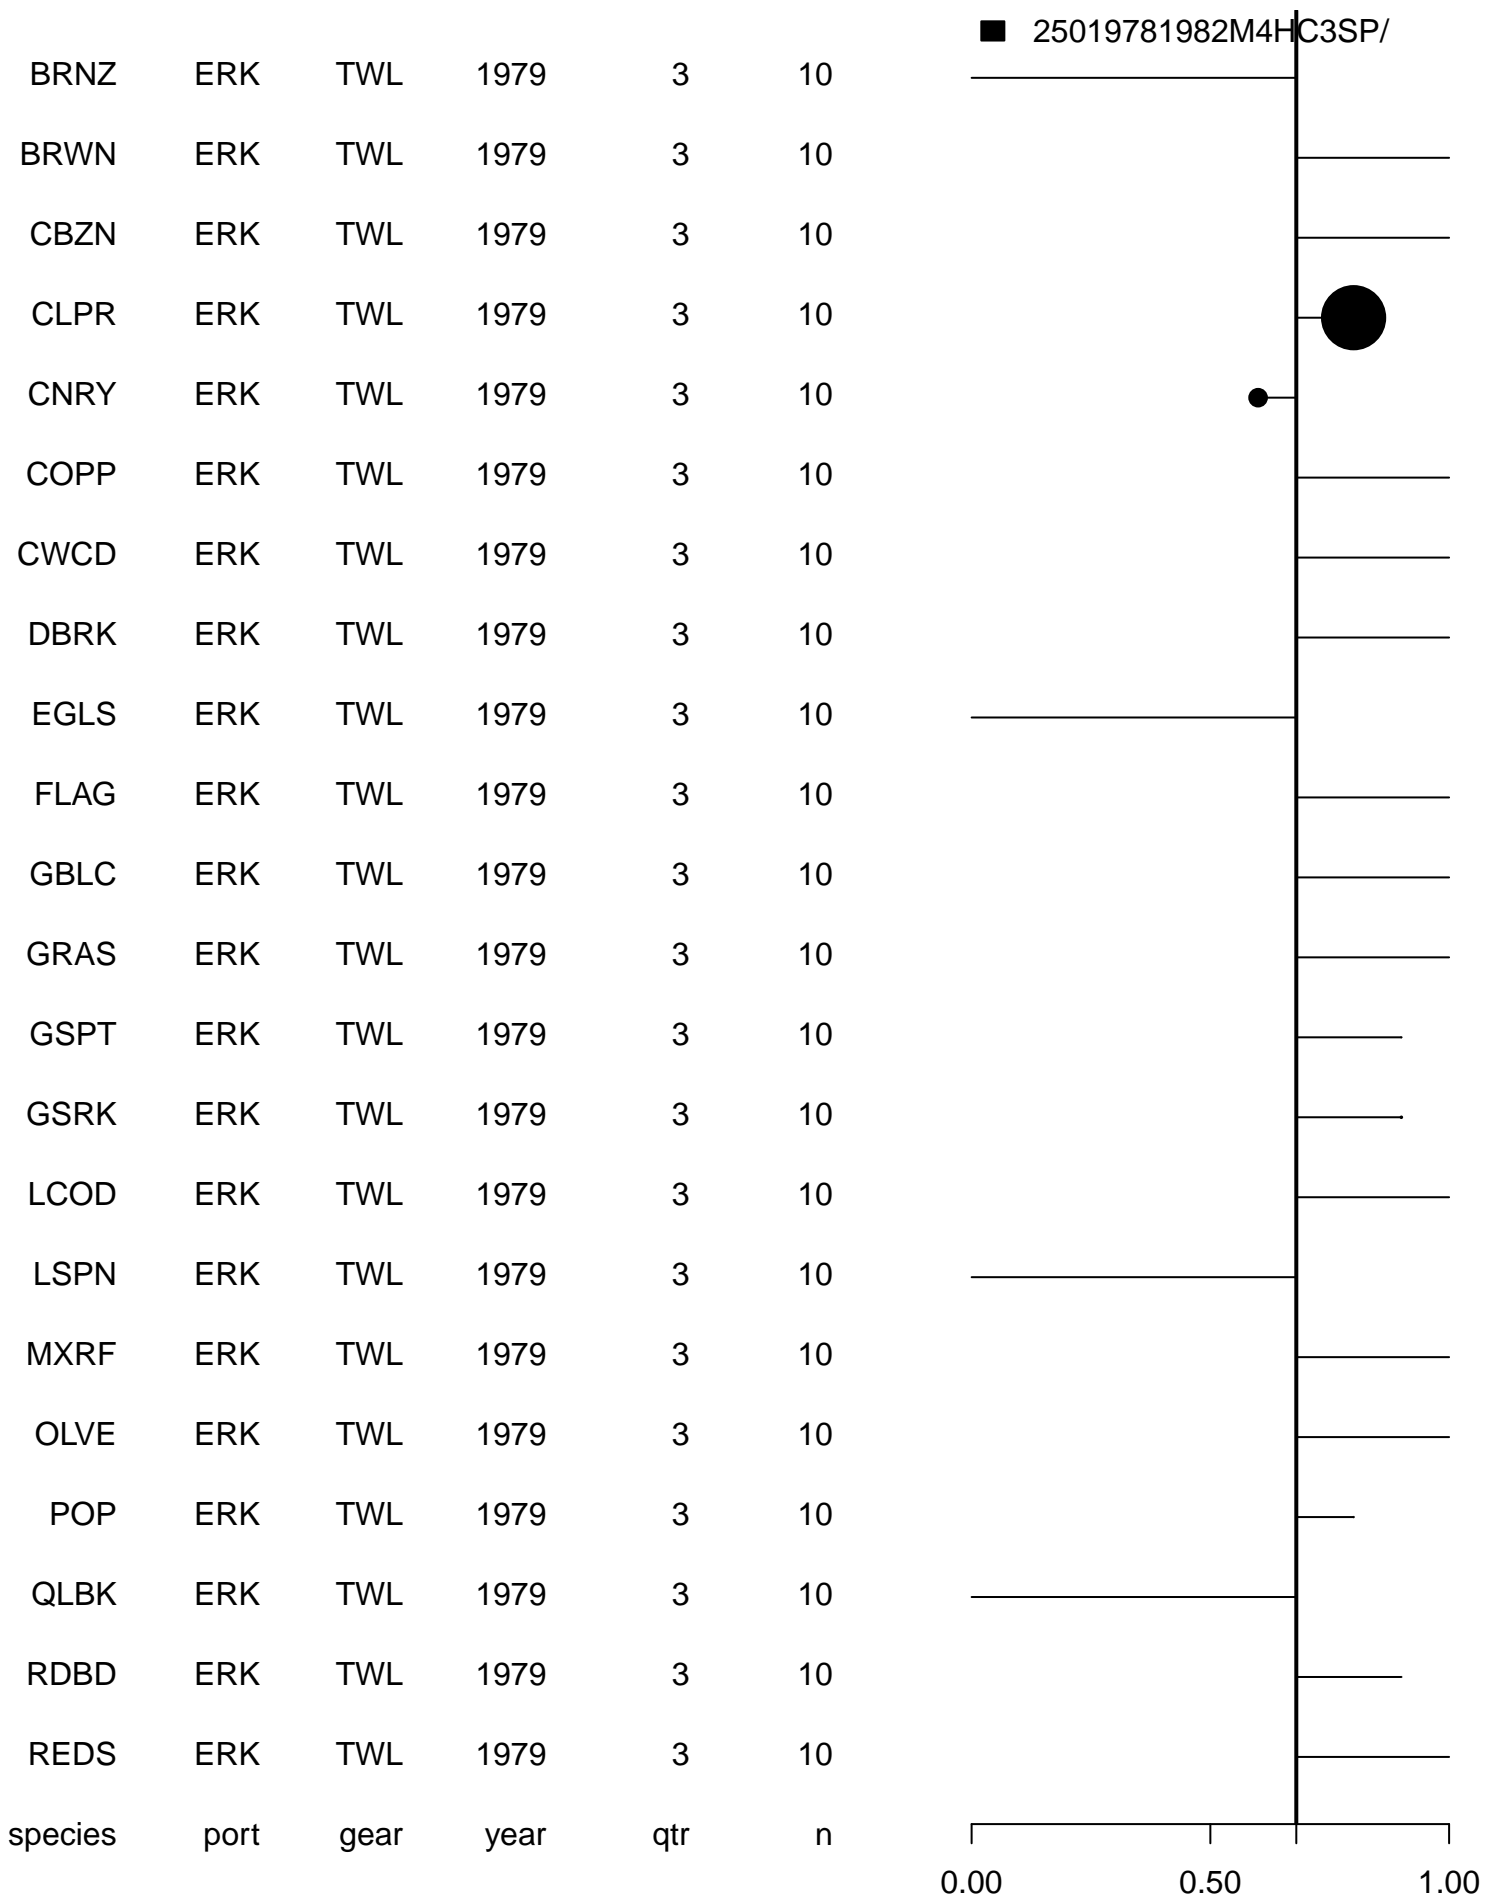 25019781982M4HC3SP/
BRNZ ERK TWL 1979 3 10
BRWN ERK TWL 1979 3 10
CBZN ERK TWL 1979 3 10
CLPR ERK TWL 1979 3 10
CNRY ERK TWL 1979 3 10
COPP ERK TWL 1979 3 10
CWCD ERK TWL 1979 3 10
DBRK ERK TWL 1979 3 10
EGLS ERK TWL 1979 3 10
FLAG ERK TWL 1979 3 10
GBLC ERK TWL 1979 3 10
GRAS ERK TWL 1979 3 10
GSPT ERK TWL 1979 3 10
GSRK ERK TWL 1979 3 10
LCOD ERK TWL 1979 3 10
LSPN ERK TWL 1979 3 10
MXRF ERK TWL 1979 3 10
OLVE ERK TWL 1979 3 10
POP ERK TWL 1979 3 10
QLBK ERK TWL 1979 3 10
RDBD ERK TWL 1979 3 10
REDS ERK TWL 1979 3 10
species port gear year qtr n
0.00 0.50 1.00